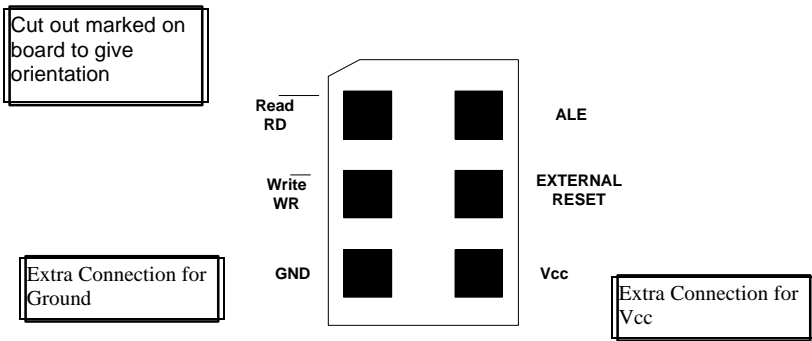 Cut out marked on
board to give
orientation
Read
RD
ALE
Write
WR
EXTERNAL
RESET
GND
Vcc
Extra Connection for
Ground
Extra Connection for
Vcc